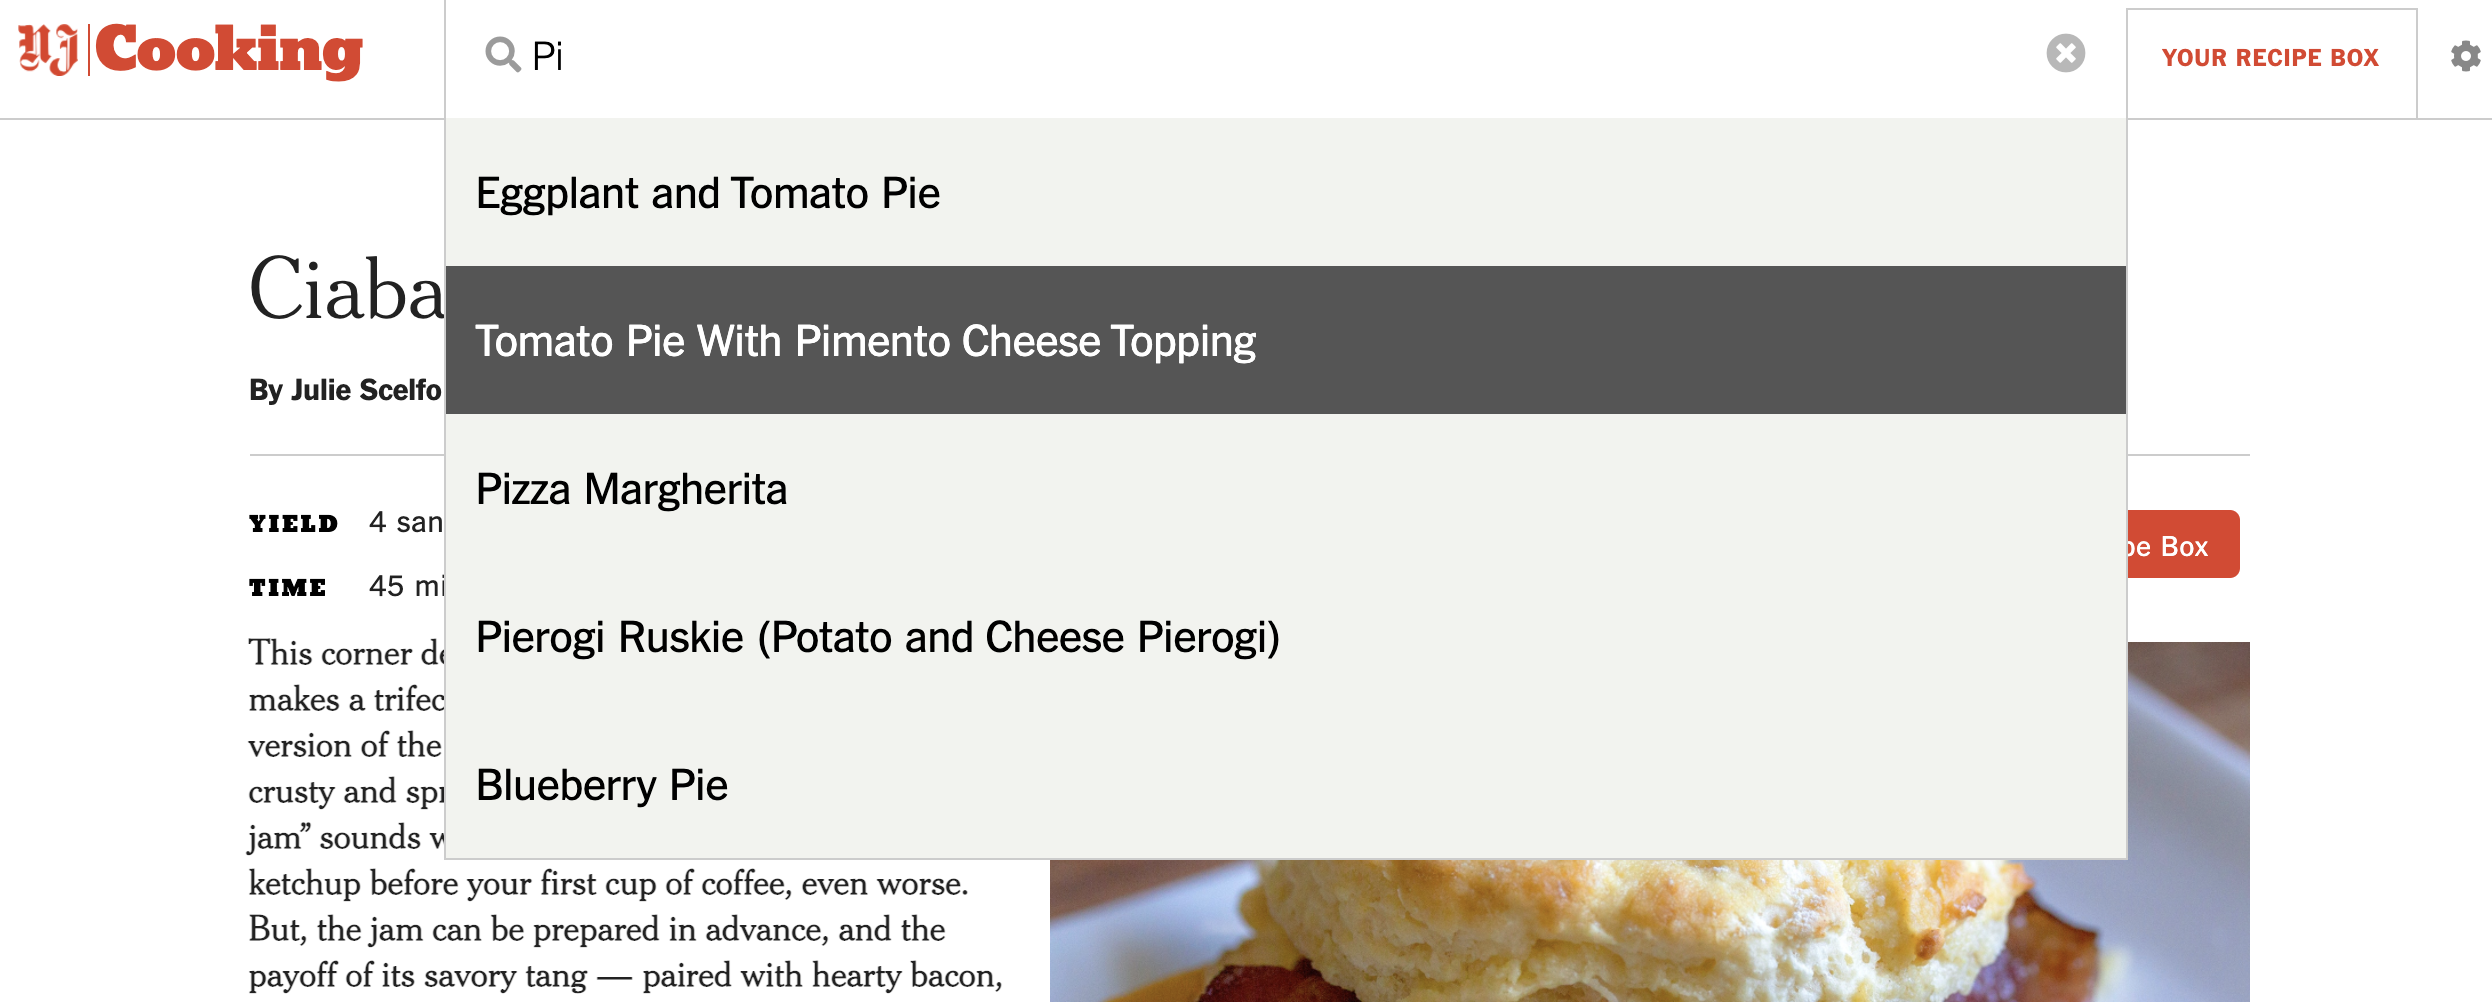 Cooking
Pi
YOUR RECIPE BOX
Eggplant and Tomato Pie
Tomato Pie With Pimento Cheese Topping
Pizza Margherita
Pierogi Ruskie (Potato and Cheese Pierogi)
Blueberry Pie
Ciaba
By Julie Scelfo
YIELD 4 san
TIME 45 mi
Box
This corner de
makes a trifec
version of the
crusty and spr
jam” sounds w
ketchup before your first cup of coffee, even worse.
But, the jam can be prepared in advance, and the
payoff of its savory tang — paired with hearty bacon,